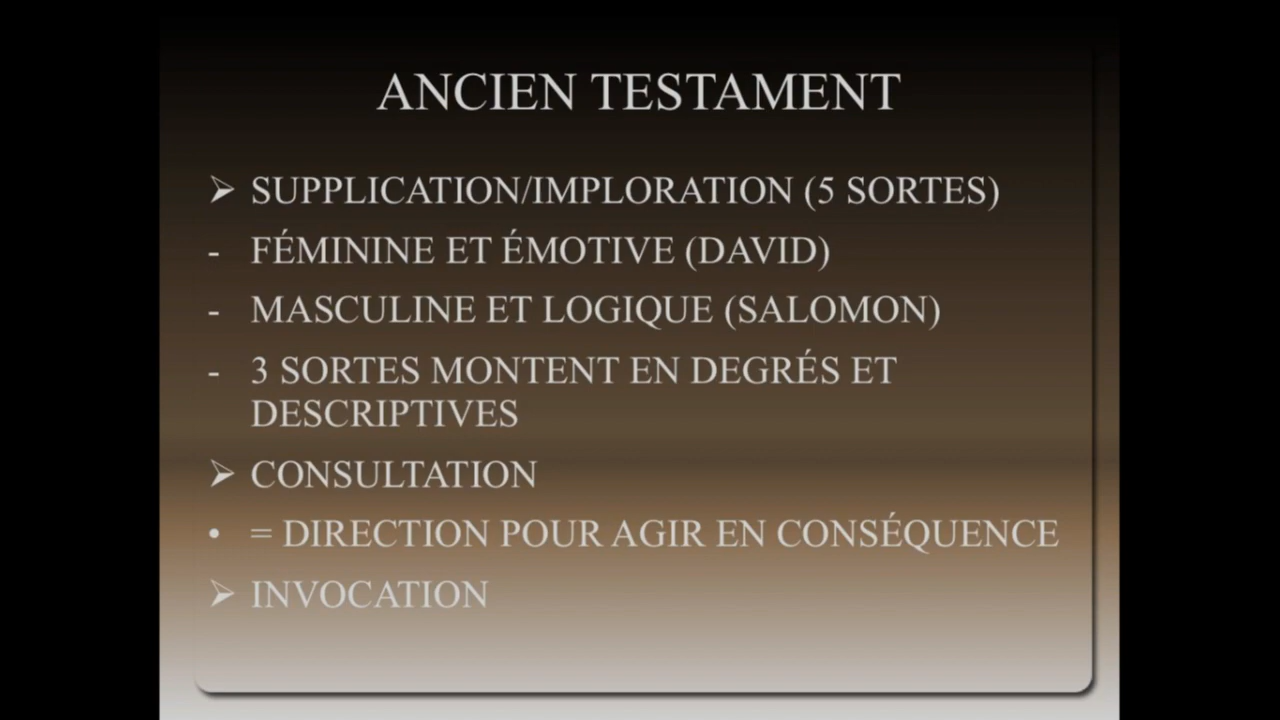 ANCIEN TESTAMENT
➢ SUPPLICATION/IMPLORATION (5 SORTES)
- FÉMININE ET ÉMOTIVE (DAVID)
- MASCULINE ET LOGIQUE (SALOMON)
- 3 SORTES MONTENT EN DEGRÉS ET
DESCRIPTIVES
➢ CONSULTATION
• = DIRECTION POUR AGIR EN CONSÉQUENCE
➢ INVOCATION